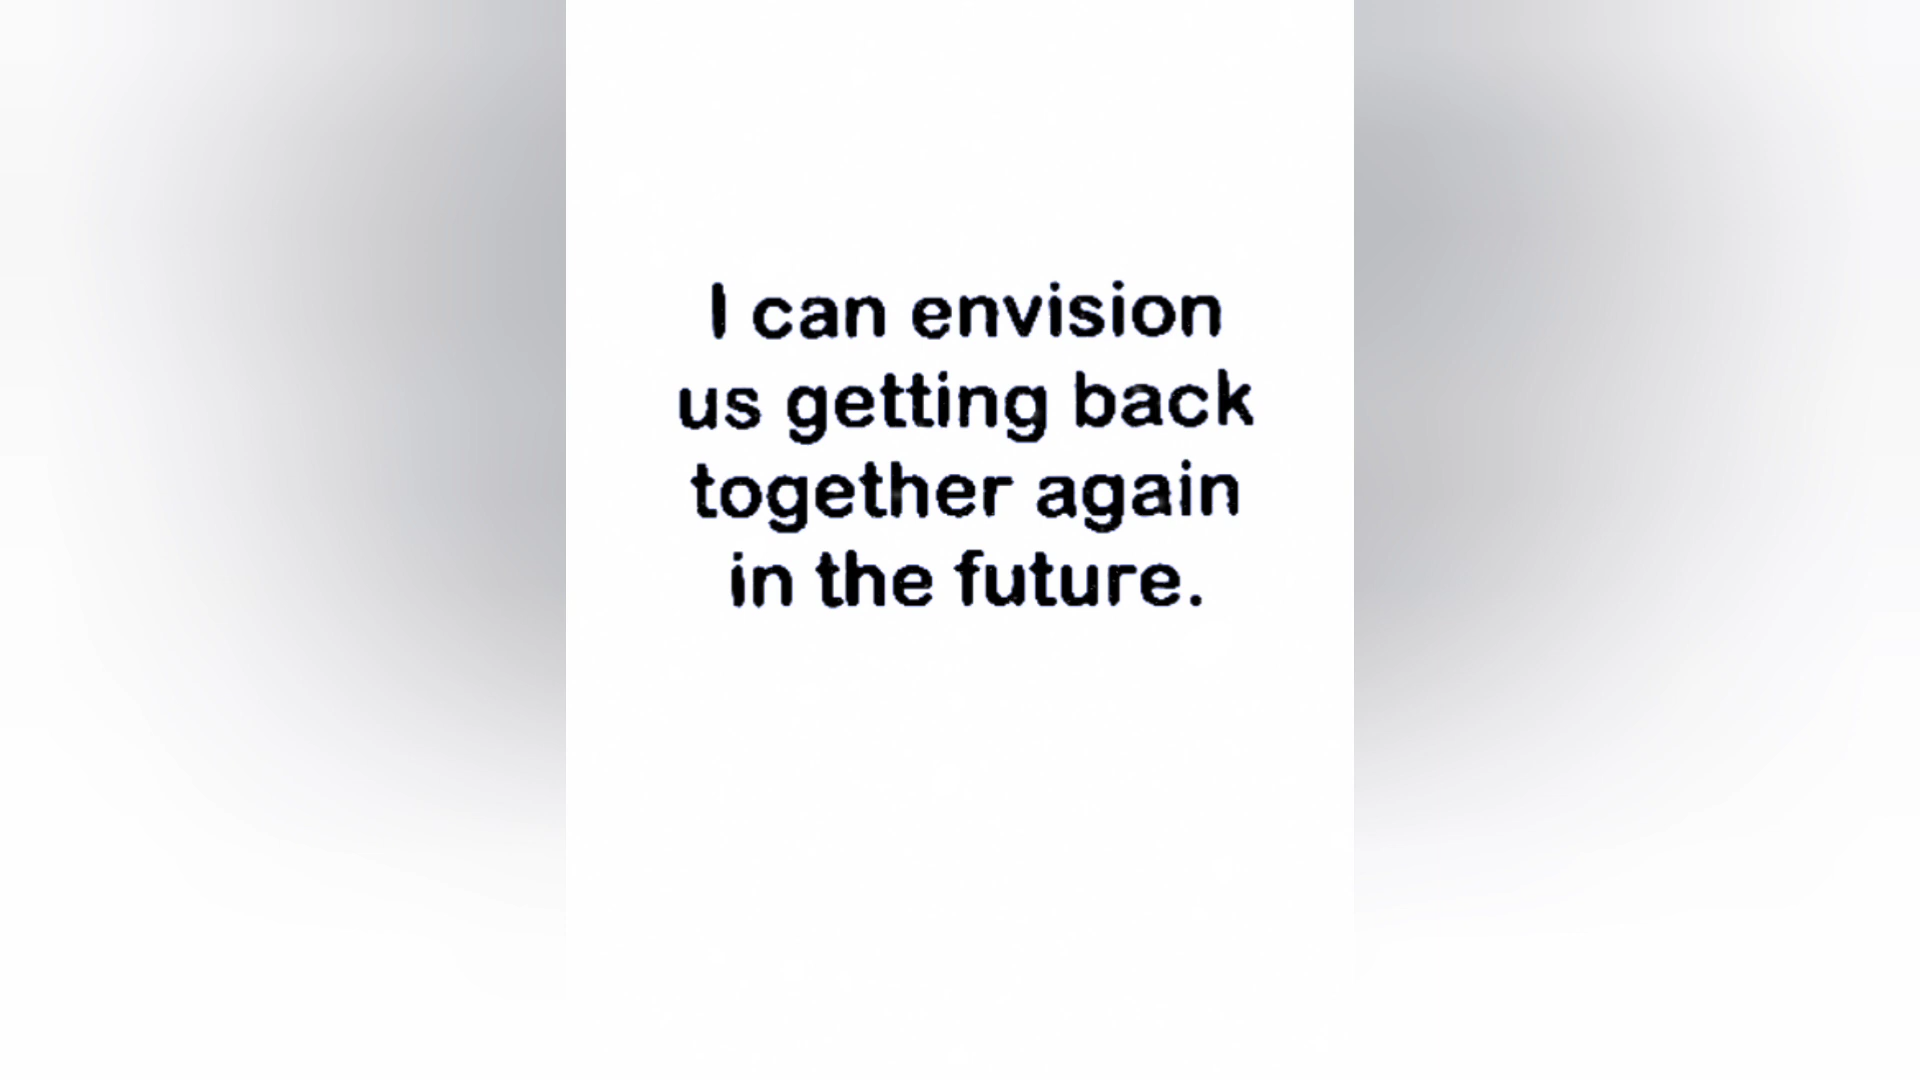 I can envision
us getting back
together again
in the future.